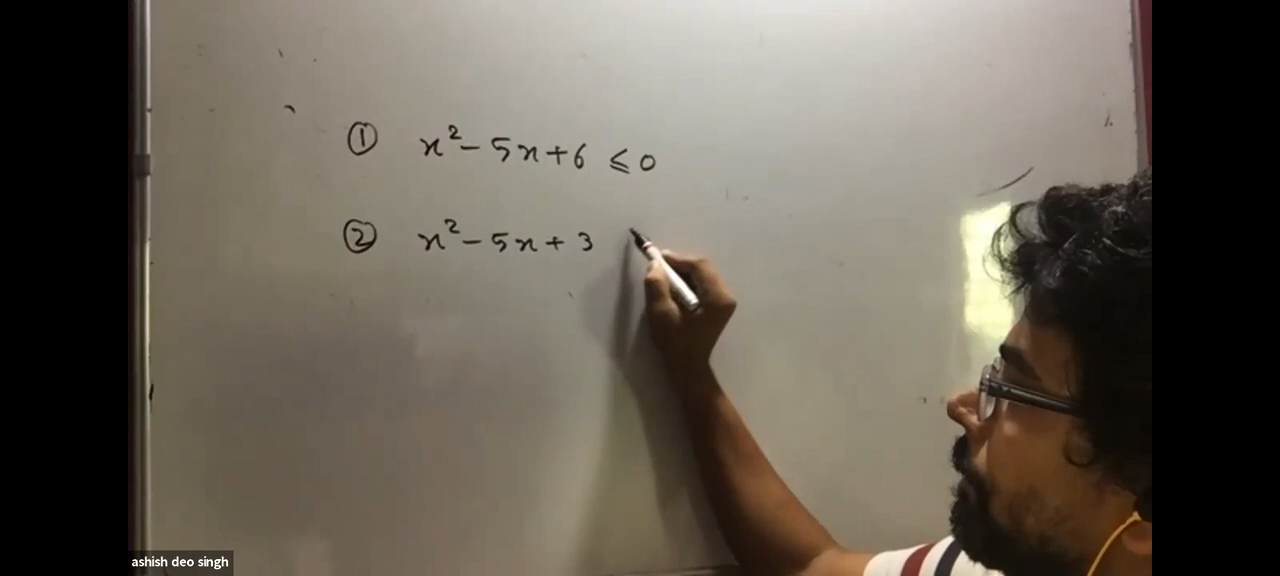 ① x² - 5x + 6 ≤ 0
② x² - 5x + 3
ashish deo singh